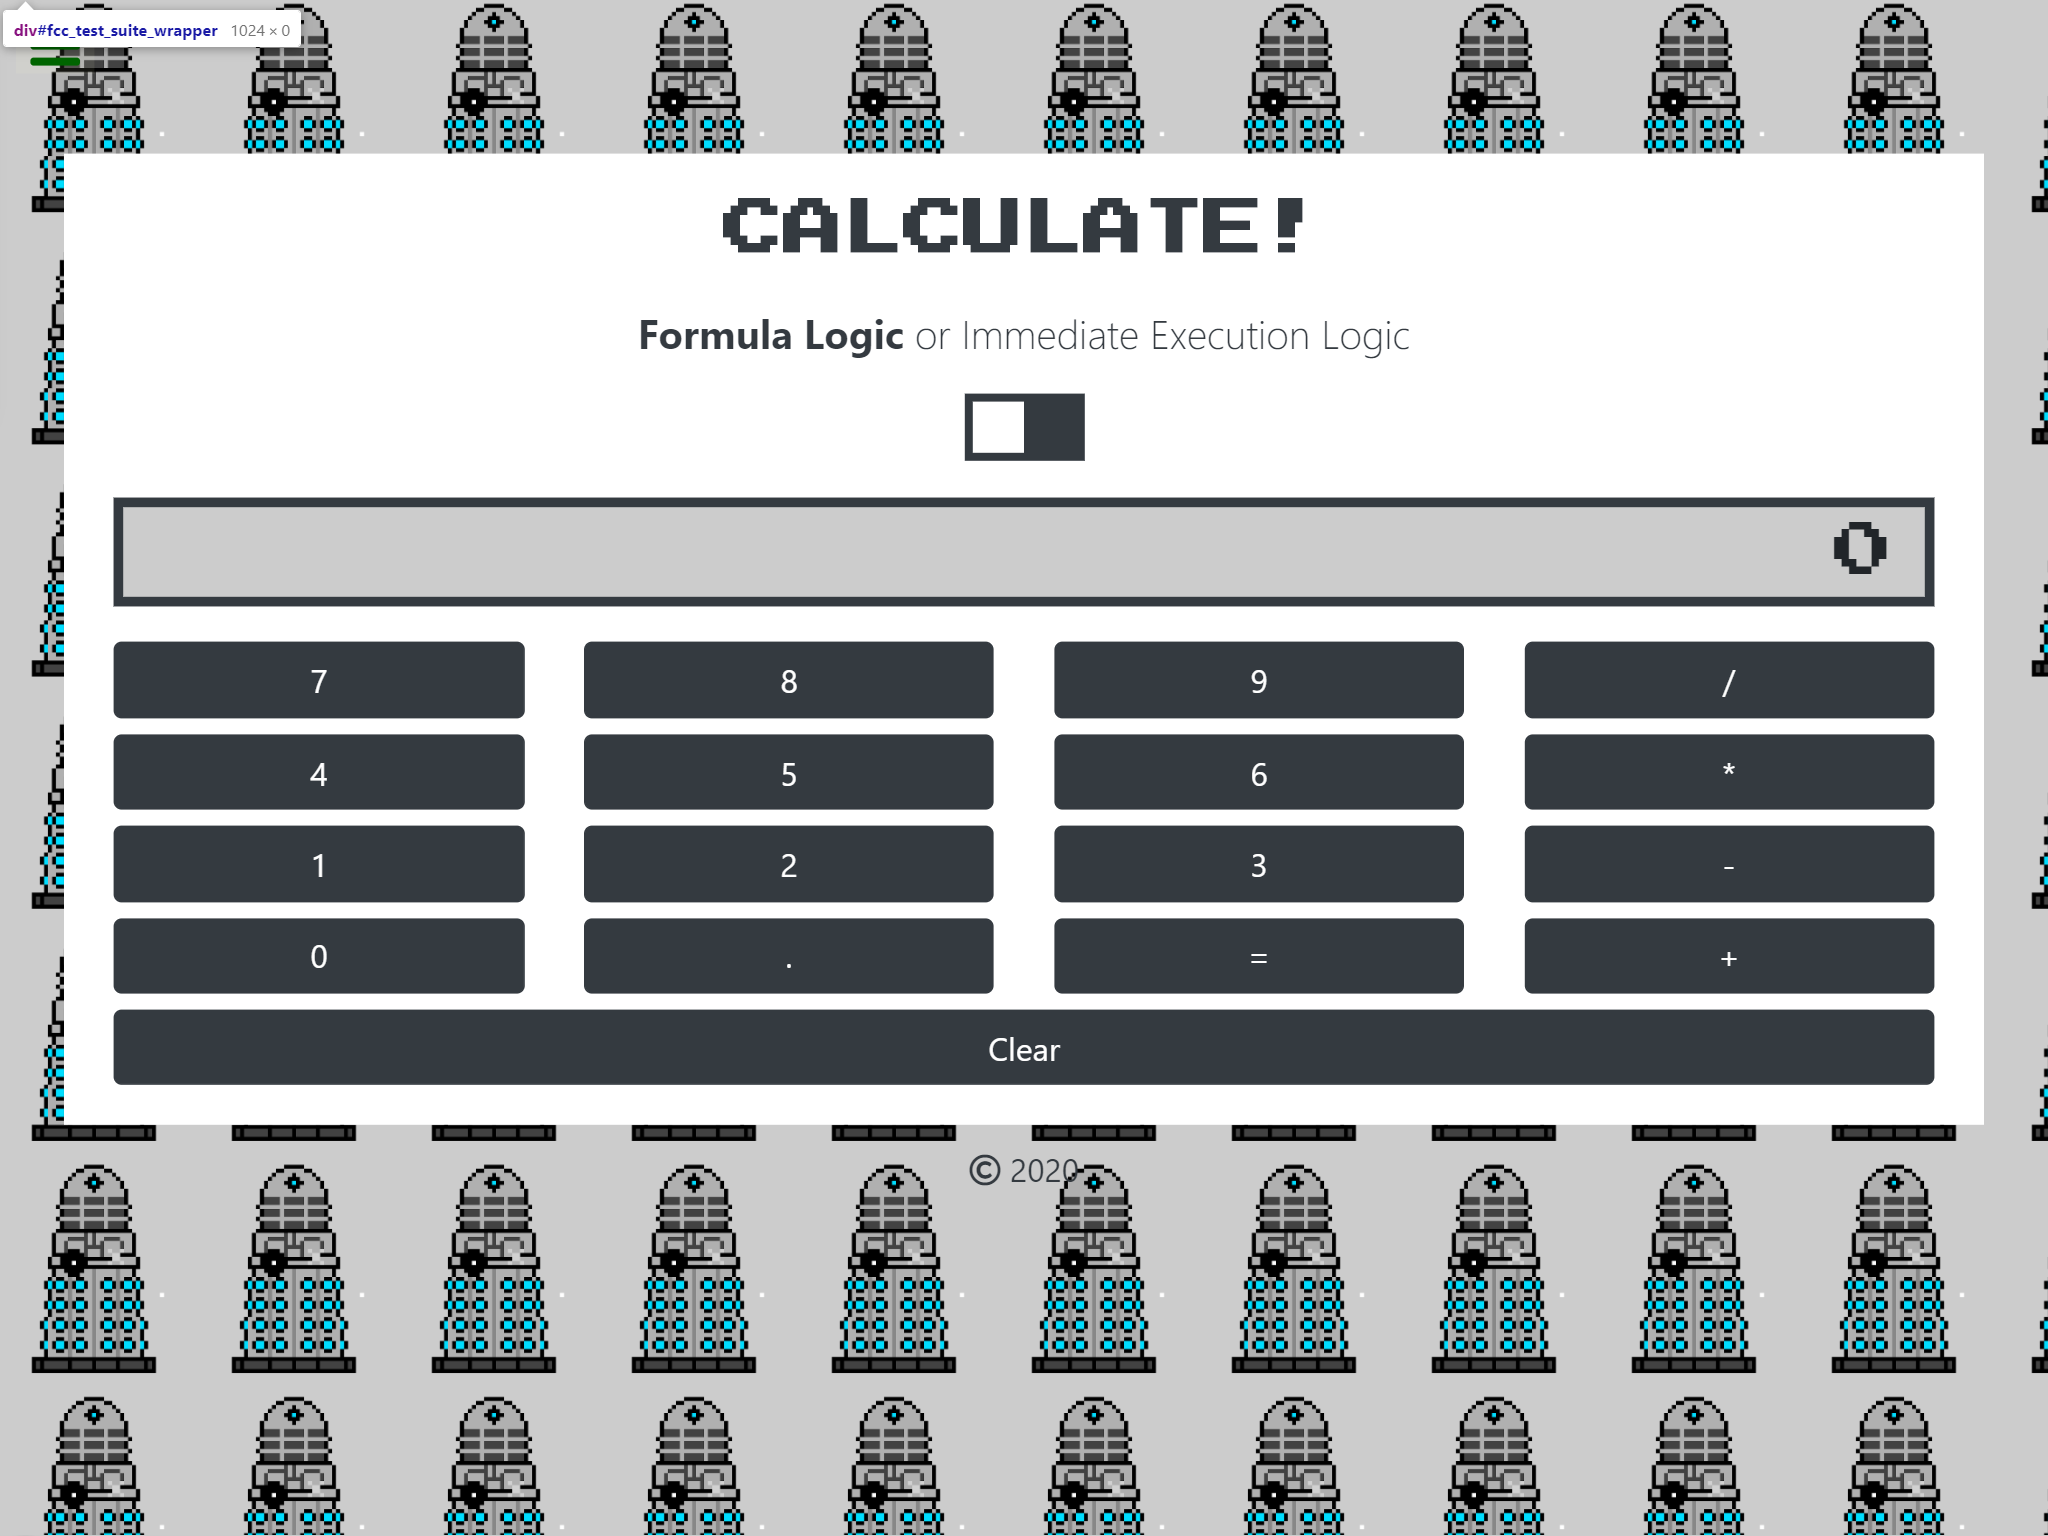 div#fcc_test_suite_wrapper 1024 × 0
CALCULATE!
Formula Logic or Immediate Execution Logic
0
7 8 9 /
4 5 6 *
1 2 3 -
0 . = +
Clear
© 2020